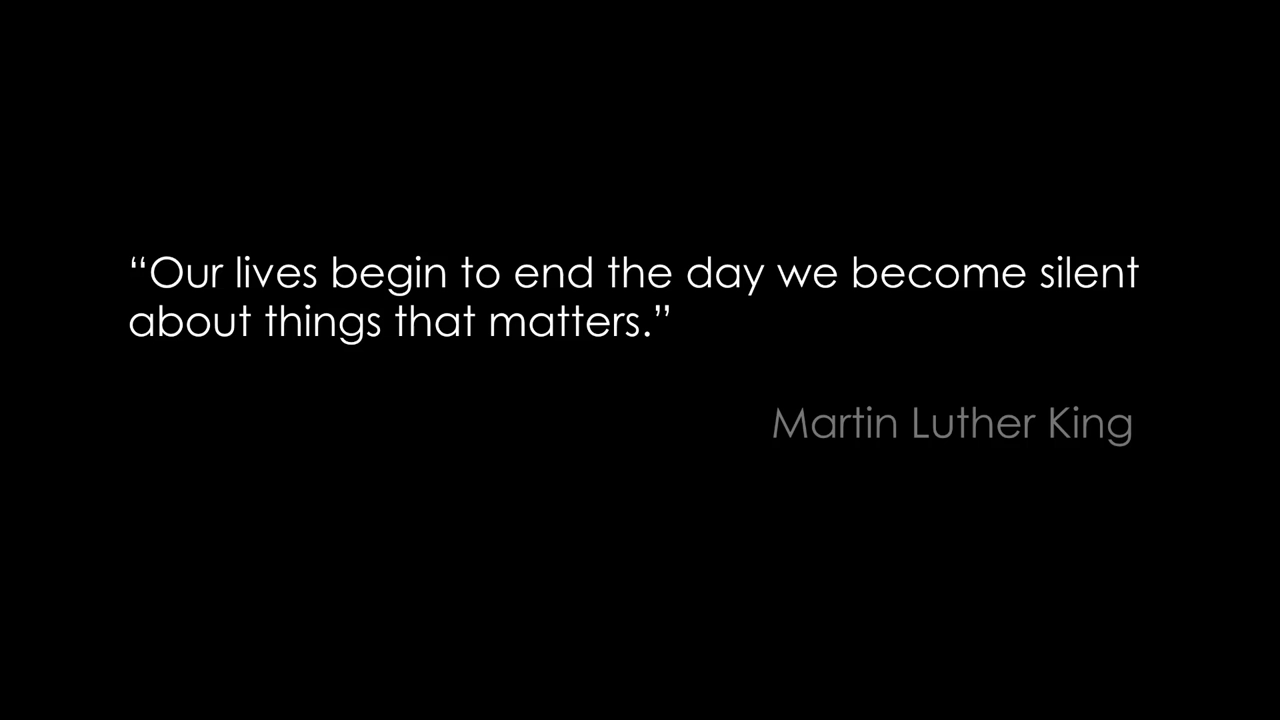 “Our lives begin to end the day we become silent
about things that matters.”
Martin Luther King